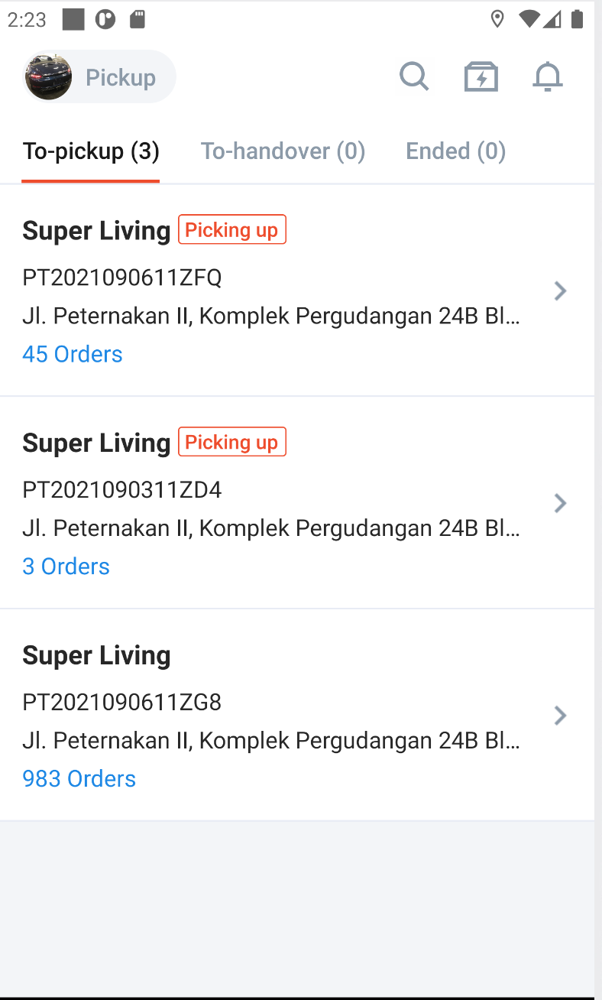 2:23
Pickup
To-pickup (3) To-handover (0) Ended (0)
Super Living Picking up
PT2021090611ZFQ
Jl. Peternakan II, Komplek Pergudangan 24B Bl...
45 Orders
Super Living Picking up
PT2021090311ZD4
Jl. Peternakan II, Komplek Pergudangan 24B Bl...
3 Orders
Super Living
PT2021090611ZG8
Jl. Peternakan II, Komplek Pergudangan 24B Bl...
983 Orders